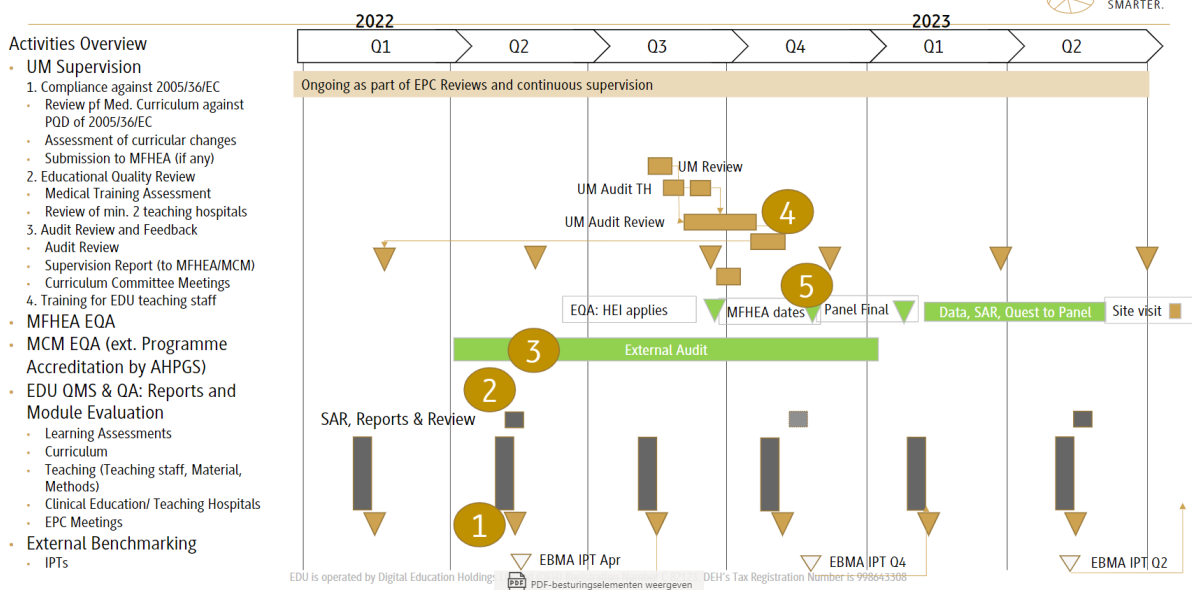 SMARTER.
2022
2023
Q1
Q2
Q3
Q4
Q1
Q2
Activities Overview
• UM Supervision
1. Compliance against 2005/36/EC
• Review pf Med. Curriculum against
PQD of 2005/36/EC
• Assessment of curricular changes
• Submission to MFHEA (if any)
2. Educational Quality Review
• Medical Training Assessment
• Review of min. 2 teaching hospitals
3. Audit Review and Feedback
• Audit Review
• Supervision Report (to MFHEA/MCM)
• Curriculum Committee Meetings
4. Training for EDU teaching staff
• MFHEA EQA
• MCM EQA (ext. Programme
Accreditation by AHPGS)
• EDU QMS & QA: Reports and
Module Evaluation
• Learning Assessments
• Curriculum
• Teaching (Teaching staff, Material,
Methods)
• Clinical Education/ Teaching Hospitals
• EPC Meetings
• External Benchmarking
• IPTs
Ongoing as part of EPC Reviews and continuous supervision
UM Review
UM Audit TH
UM Audit Review
4
5
EQA: HEI applies
MFHEA dates
Panel Final
Data, SAR, Quest to Panel
Site visit
3
External Audit
2
SAR, Reports & Review
1
EBMA IPT Apr
EBMA IPT Q4
EBMA IPT Q2
EDU is operated by Digital Education Holdings
DEH's Tax Registration Number is 998643308
PDF
PDF-besturingselementen weergeven